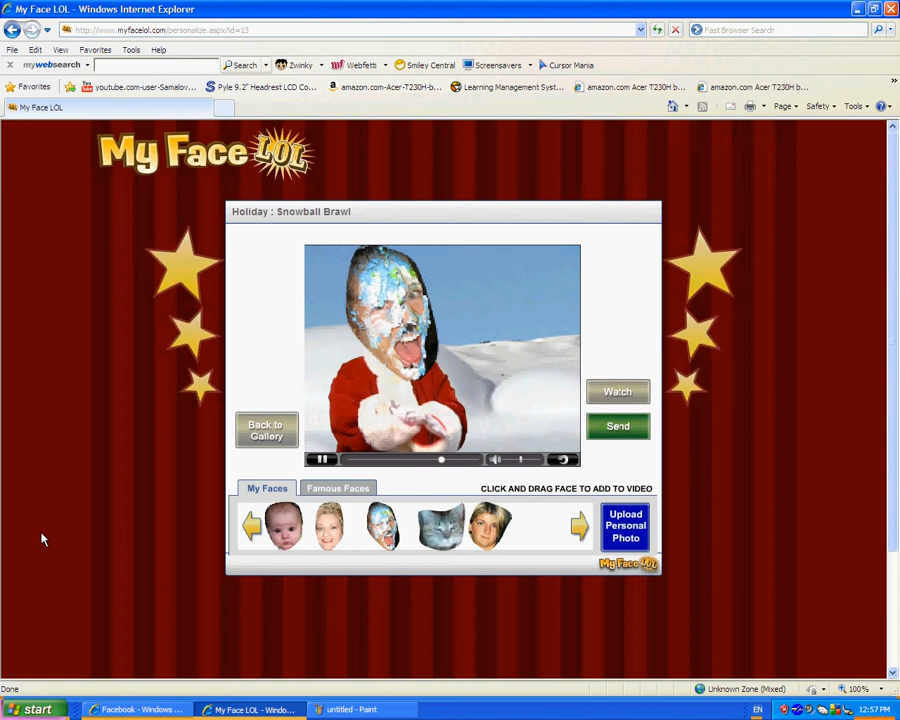 My Face LOL - Windows Internet Explorer
http://www.myfacelol.com/personalize.aspx?id=13
Fast Browser Search
File Edit View Favorites Tools Help
mywebsearch Search Zwinky Webfetti Smiley Central Screensavers Cursor Mania
Favorites youtube.com-user-Samalov... Pyle 9.2" Headrest LCD Co... amazon.com-Acer-T230H-b... Learning Management Syst... amazon.com Acer T230H b... amazon.com Acer T230H b...
My Face LOL Page Safety Tools
My Face LOL
Holiday : Snowball Brawl
Watch
Back to
Gallery
Send
My Faces Famous Faces CLICK AND DRAG FACE TO ADD TO VIDEO
Upload
Personal
Photo
My Face LOL
Done Unknown Zone (Mixed) 100%
start Facebook - Windows ... My Face LOL - Windo... untitled - Paint EN 12:57 PM